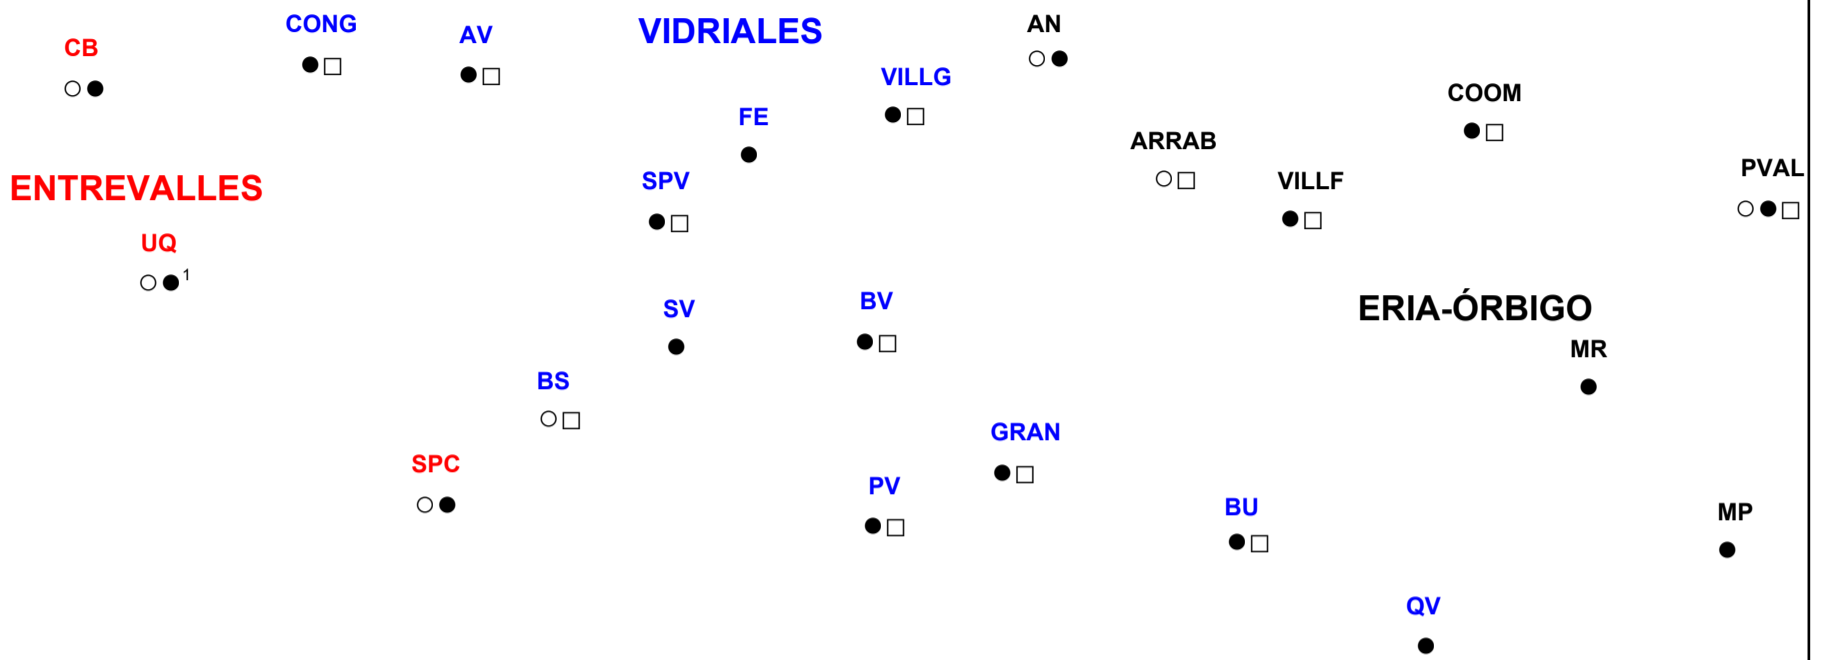 CONG
VIDRIALES
AN
AV
CB
VILLG
COOM
FE
ARRAB
PVAL
SPV
VILLF
ENTREVALLES
UQ
1
BV
SV
ERIA-ÓRBIGO
MR
BS
GRAN
SPC
PV
BU
MP
QV